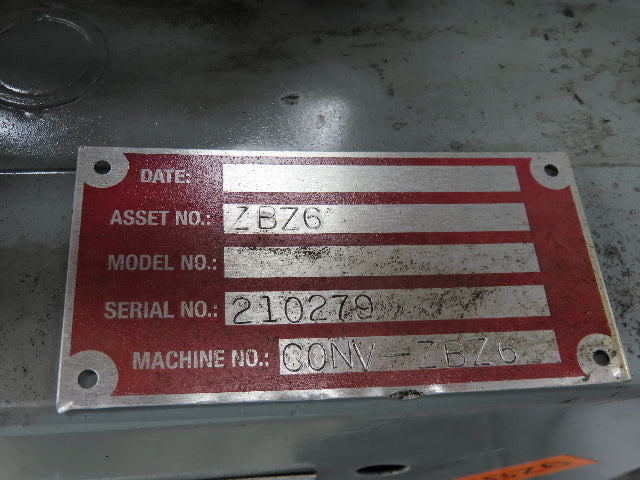 DATE:
ASSET NO.: ZBZ6
MODEL NO.:
SERIAL NO.: 210279
MACHINE NO.: CONV-ZBZ6